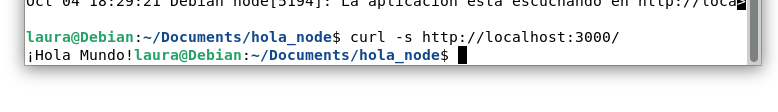 Oct 04 18:29:21 Debian node[5194]: La aplicación está escuchando en http://loca>
laura@Debian:~/Documents/hola_node$ curl -s http://localhost:3000/
¡Hola Mundo!laura@Debian:~/Documents/hola_node$